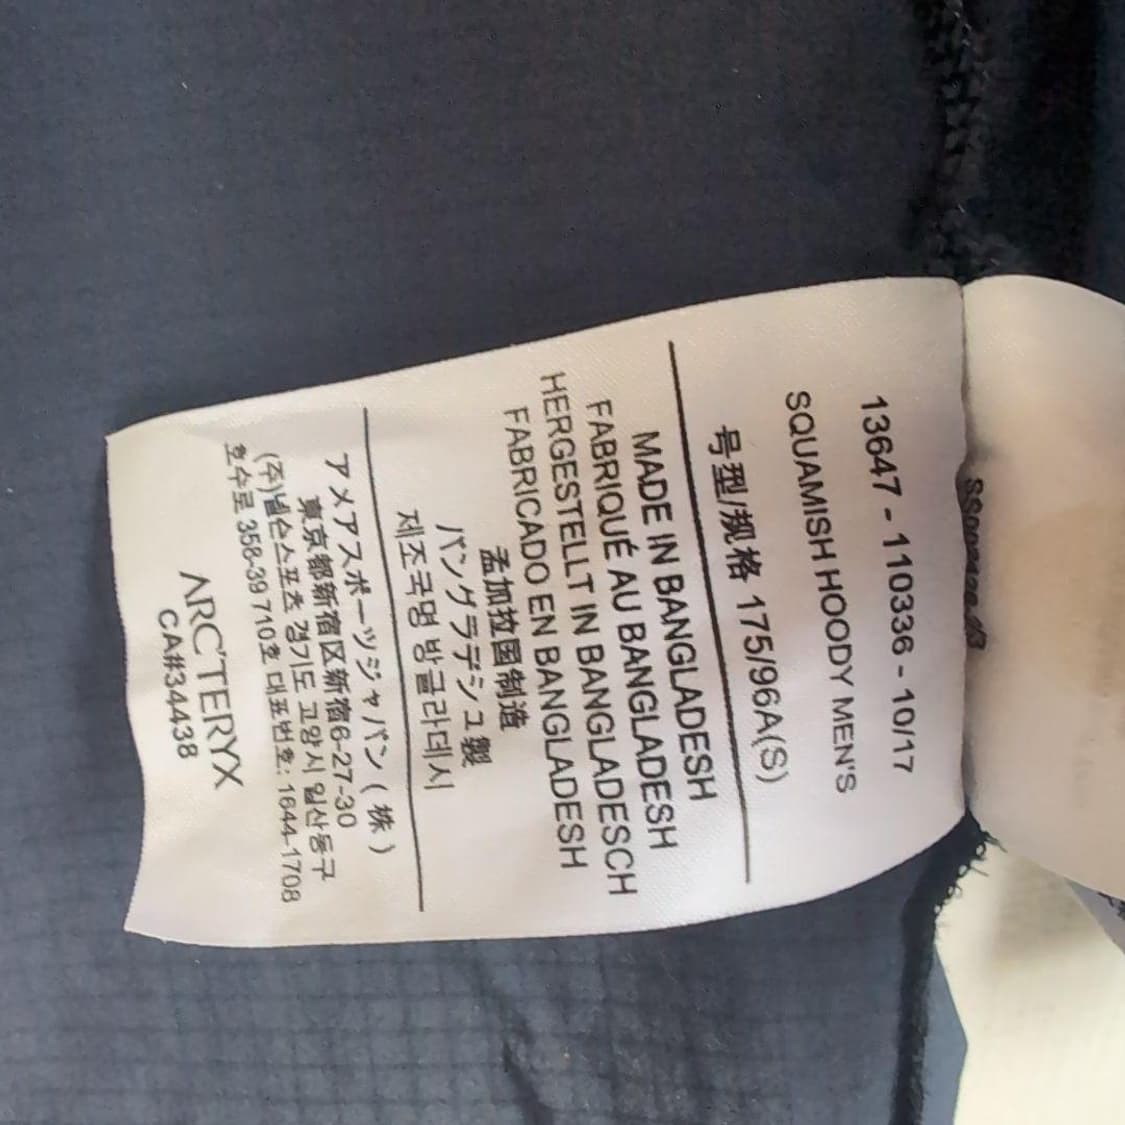 13647 - 110336 - 10/17
SQUAMISH HOODY MEN'S
号型/规格 175/96A(S)
MADE IN BANGLADESH
FABRIQUÉ AU BANGLADESH
HERGESTELLT IN BANGLADESCH
FABRICADO EN BANGLADESH
孟加拉国制造
バングラデシュ製
제조국명 방글라데시
アメアスポーツジャパン(株)
東京都新宿区新宿6-27-30
(주)넬슨스포츠 경기도 고양시 일산동구
호수로 358-39 710호 대표번호: 1644-1708
ARC'TERYX
CA#34438